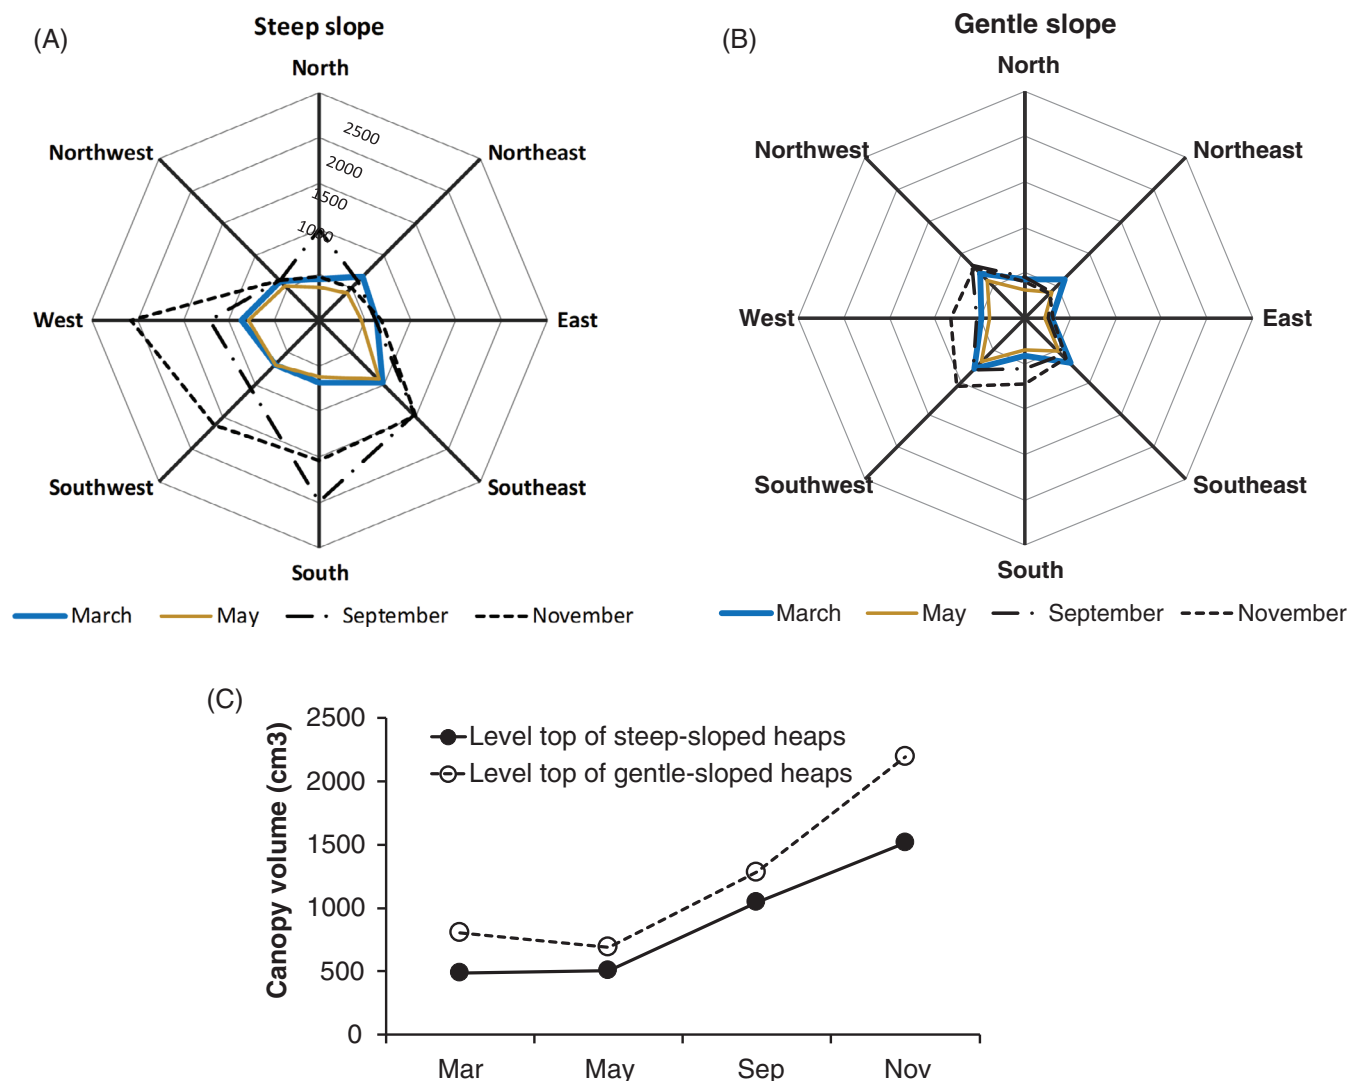 (A)
Steep slope
North
Northwest
Northeast
2500
2000
1500
1000
West
East
Southwest
Southeast
South
March
May
September
November
(B)
Gentle slope
North
Northwest
Northeast
West
East
Southwest
Southeast
South
March
May
September
November
(C)
Canopy volume (cm3)
2500
2000
1500
1000
500
0
Level top of steep-sloped heaps
Level top of gentle-sloped heaps
Mar
May
Sep
Nov